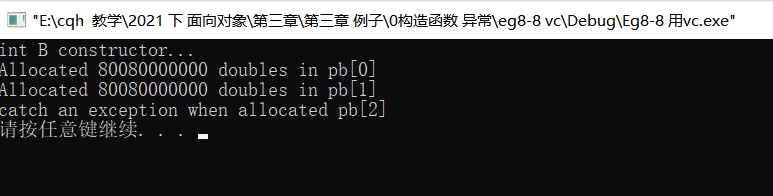 "E:\cqh 教学\2021 下 面向对象\第三章\第三章 例子\0构造函数 异常\eg8-8 vc\Debug\Eg8-8 用vc.exe"
int B constructor...
Allocated 80080000000 doubles in pb[0]
Allocated 80080000000 doubles in pb[1]
catch an exception when allocated pb[2]
请按任意键继续. . .